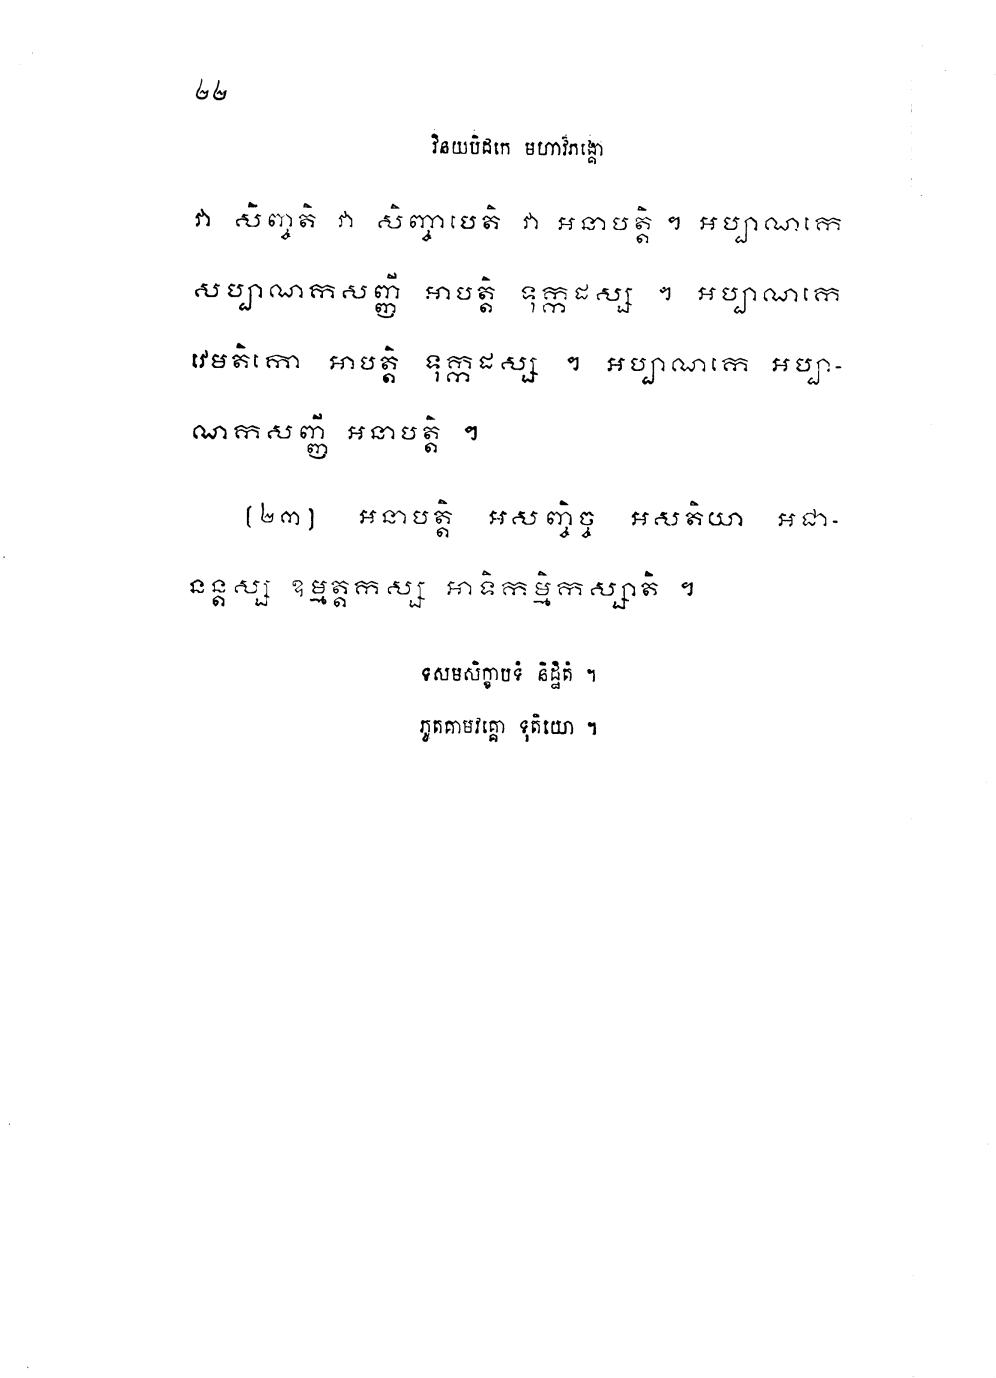 ២២
វិនយបិដកេ មហាវិភង្គោ
វា សិញ្ចតិ វា សិញ្ចាបេតិ វា អនាបត្តិ ។ អប្បាណកេ
សប្បាណកសញ្ញី អាបត្តិ ទុក្កដស្ស ។ អប្បាណកេ
វេមតិកោ អាបត្តិ ទុក្កដស្ស ។ អប្បាណកេ អប្បា-
ណកសញ្ញី អនាបត្តិ ។
[២៣] អនាបត្តិ អសញ្ចិច្ច អសតិយា អជា-
នន្តស្ស ឧម្មត្តកស្ស អាទិកម្មិកស្សាតិ ។
ទសមសិក្ខាបទំ និដ្ឋិតំ ។
ភូតគាមវគ្គោ ទុតិយោ ។